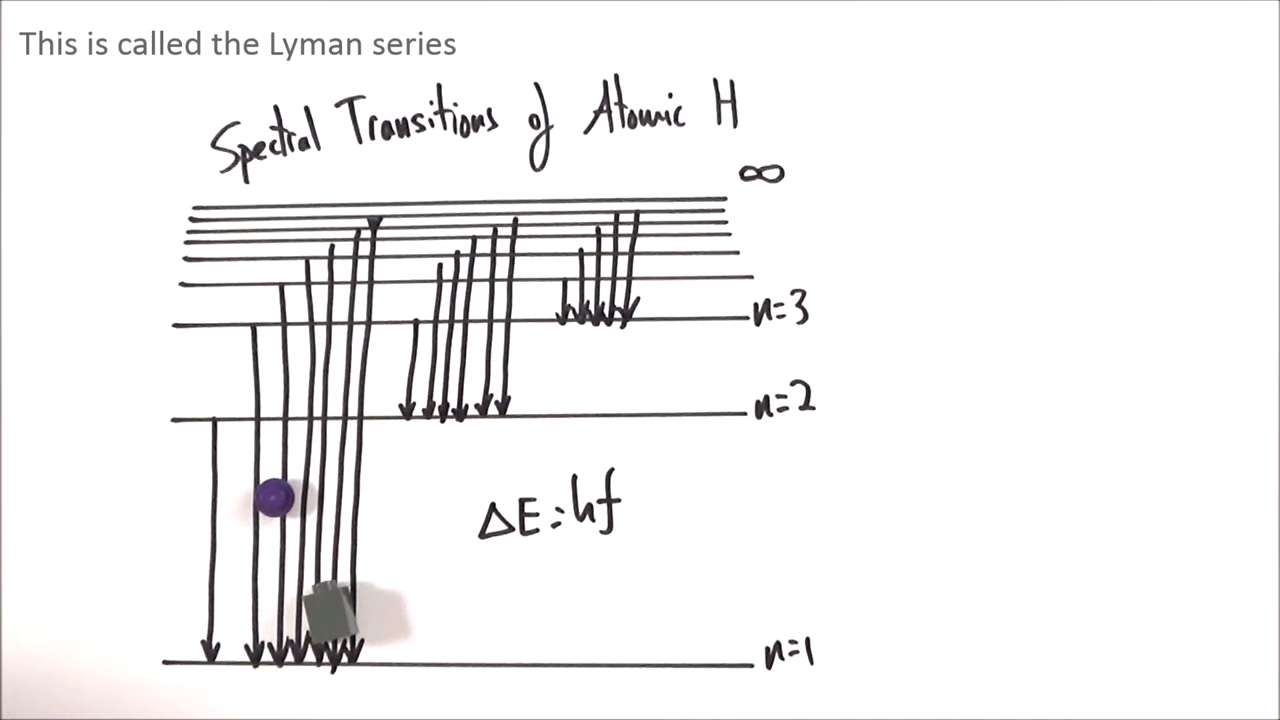 This is called the Lyman series
Spectral Transitions of Atomic H
∞
n=3
n=2
ΔE=hf
n=1